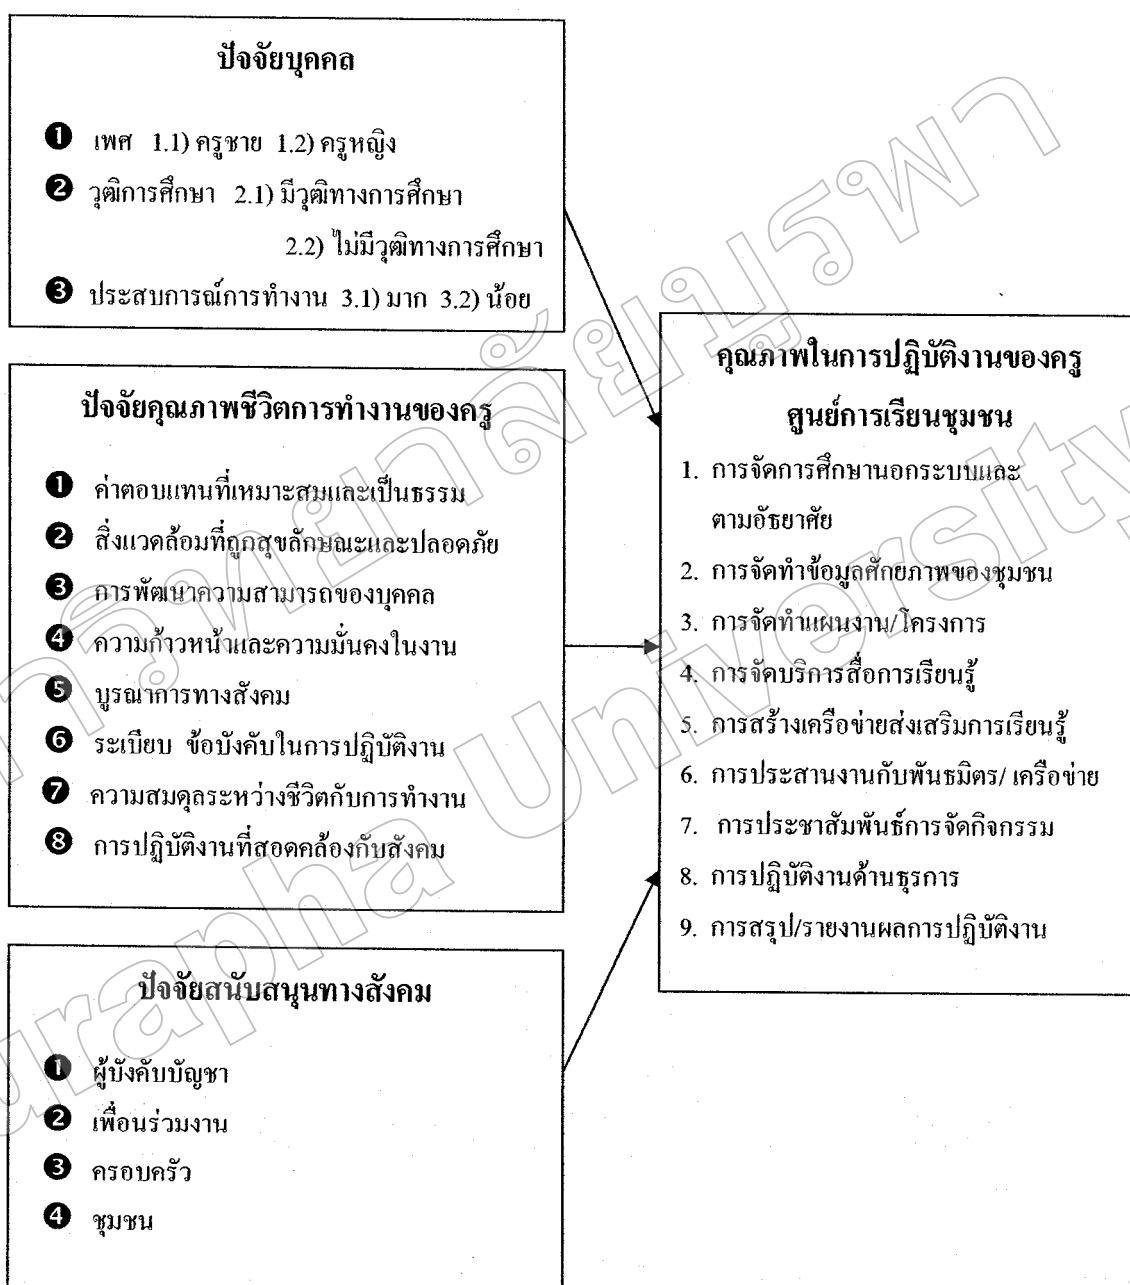 ปัจจัยบุคคล
❶ เพศ 1.1) ครูชาย 1.2) ครูหญิง
❷ วุฒิการศึกษา 2.1) มีวุฒิทางการศึกษา
2.2) ไม่มีวุฒิทางการศึกษา
❸ ประสบการณ์การทำงาน 3.1) มาก 3.2) น้อย
ปัจจัยคุณภาพชีวิตการทำงานของครู
❶ ค่าตอบแทนที่เหมาะสมและเป็นธรรม
❷ สิ่งแวดล้อมที่ถูกสุขลักษณะและปลอดภัย
❸ การพัฒนาความสามารถของบุคคล
❹ ความก้าวหน้าและความมั่นคงในงาน
❺ บูรณาการทางสังคม
❻ ระเบียบ ข้อบังคับในการปฏิบัติงาน
❼ ความสมดุลระหว่างชีวิตกับการทำงาน
❽ การปฏิบัติงานที่สอดคล้องกับสังคม
ปัจจัยสนับสนุนทางสังคม
❶ ผู้บังคับบัญชา
❷ เพื่อนร่วมงาน
❸ ครอบครัว
❹ ชุมชน
คุณภาพในการปฏิบัติงานของครู
ศูนย์การเรียนชุมชน
1. การจัดการศึกษานอกระบบและ
ตามอัธยาศัย
2. การจัดทำข้อมูลศักยภาพของชุมชน
3. การจัดทำแผนงาน/โครงการ
4. การจัดบริการสื่อการเรียนรู้
5. การสร้างเครือข่ายส่งเสริมการเรียนรู้
6. การประสานงานกับพันธมิตร/ เครือข่าย
7. การประชาสัมพันธ์การจัดกิจกรรม
8. การปฏิบัติงานด้านธุรการ
9. การสรุป/รายงานผลการปฏิบัติงาน
าวิทยาลัยบูรพา
urapha University